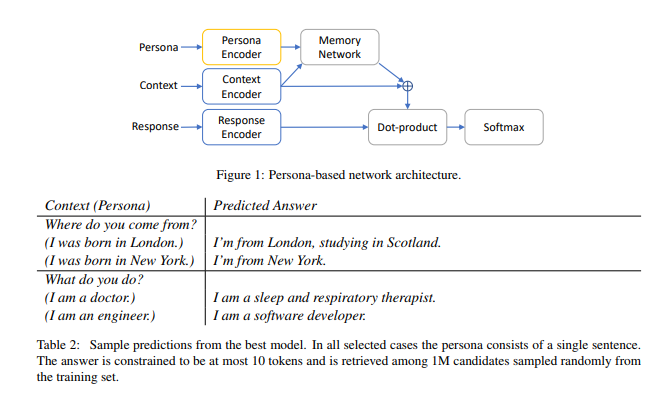 Persona
Persona
Encoder
Memory
Network
Context
Context
Encoder
Response
Response
Encoder
Dot-product
Softmax
Figure 1: Persona-based network architecture.
Context (Persona) Predicted Answer
Where do you come from?
(I was born in London.) I'm from London, studying in Scotland.
(I was born in New York.) I'm from New York.
What do you do?
(I am a doctor.) I am a sleep and respiratory therapist.
(I am an engineer.) I am a software developer.
Table 2: Sample predictions from the best model. In all selected cases the persona consists of a single sentence.
The answer is constrained to be at most 10 tokens and is retrieved among 1M candidates sampled randomly from
the training set.